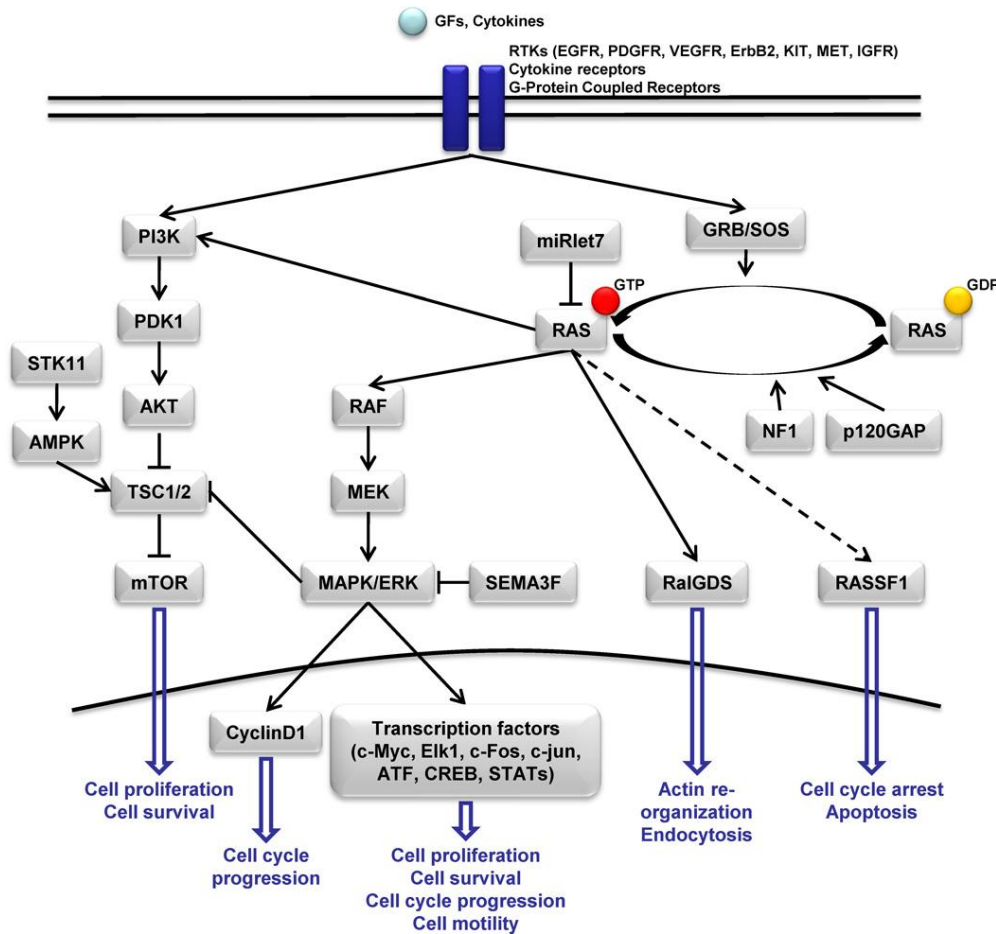 GFs, Cytokines
RTKs (EGFR, PDGFR, VEGFR, ErbB2, KIT, MET, IGFR)
Cytokine receptors
G-Protein Coupled Receptors
PI3K
miRlet7
GRB/SOS
GTP
GDP
PDK1
RAS
RAS
STK11
AKT
RAF
NF1
p120GAP
AMPK
TSC1/2
MEK
mTOR
MAPK/ERK
SEMA3F
RalGDS
RASSF1
CyclinD1
Transcription factors
(c-Myc, Elk1, c-Fos, c-jun,
ATF, CREB, STATs)
Cell proliferation
Cell survival
Actin re-
organization
Endocytosis
Cell cycle arrest
Apoptosis
Cell cycle
progression
Cell proliferation
Cell survival
Cell cycle progression
Cell motility